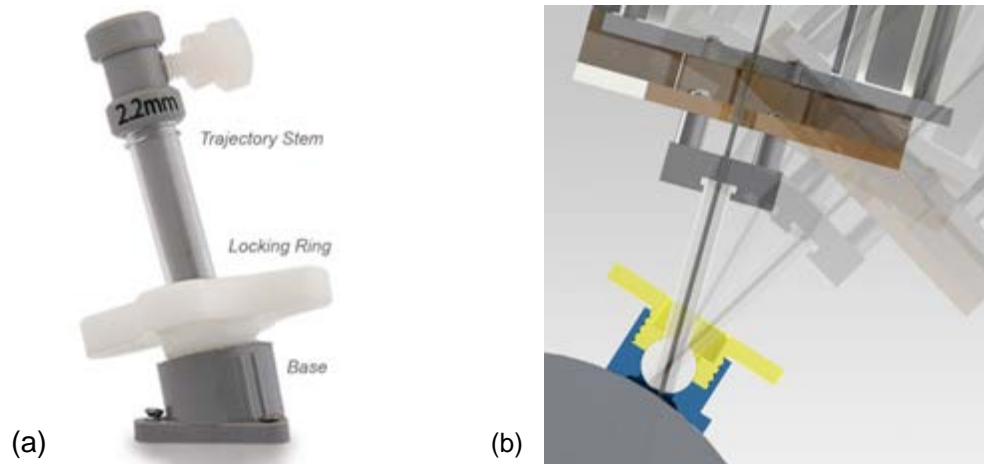 2.2mm
Trajectory Stem
Locking Ring
Base
(a)
(b)